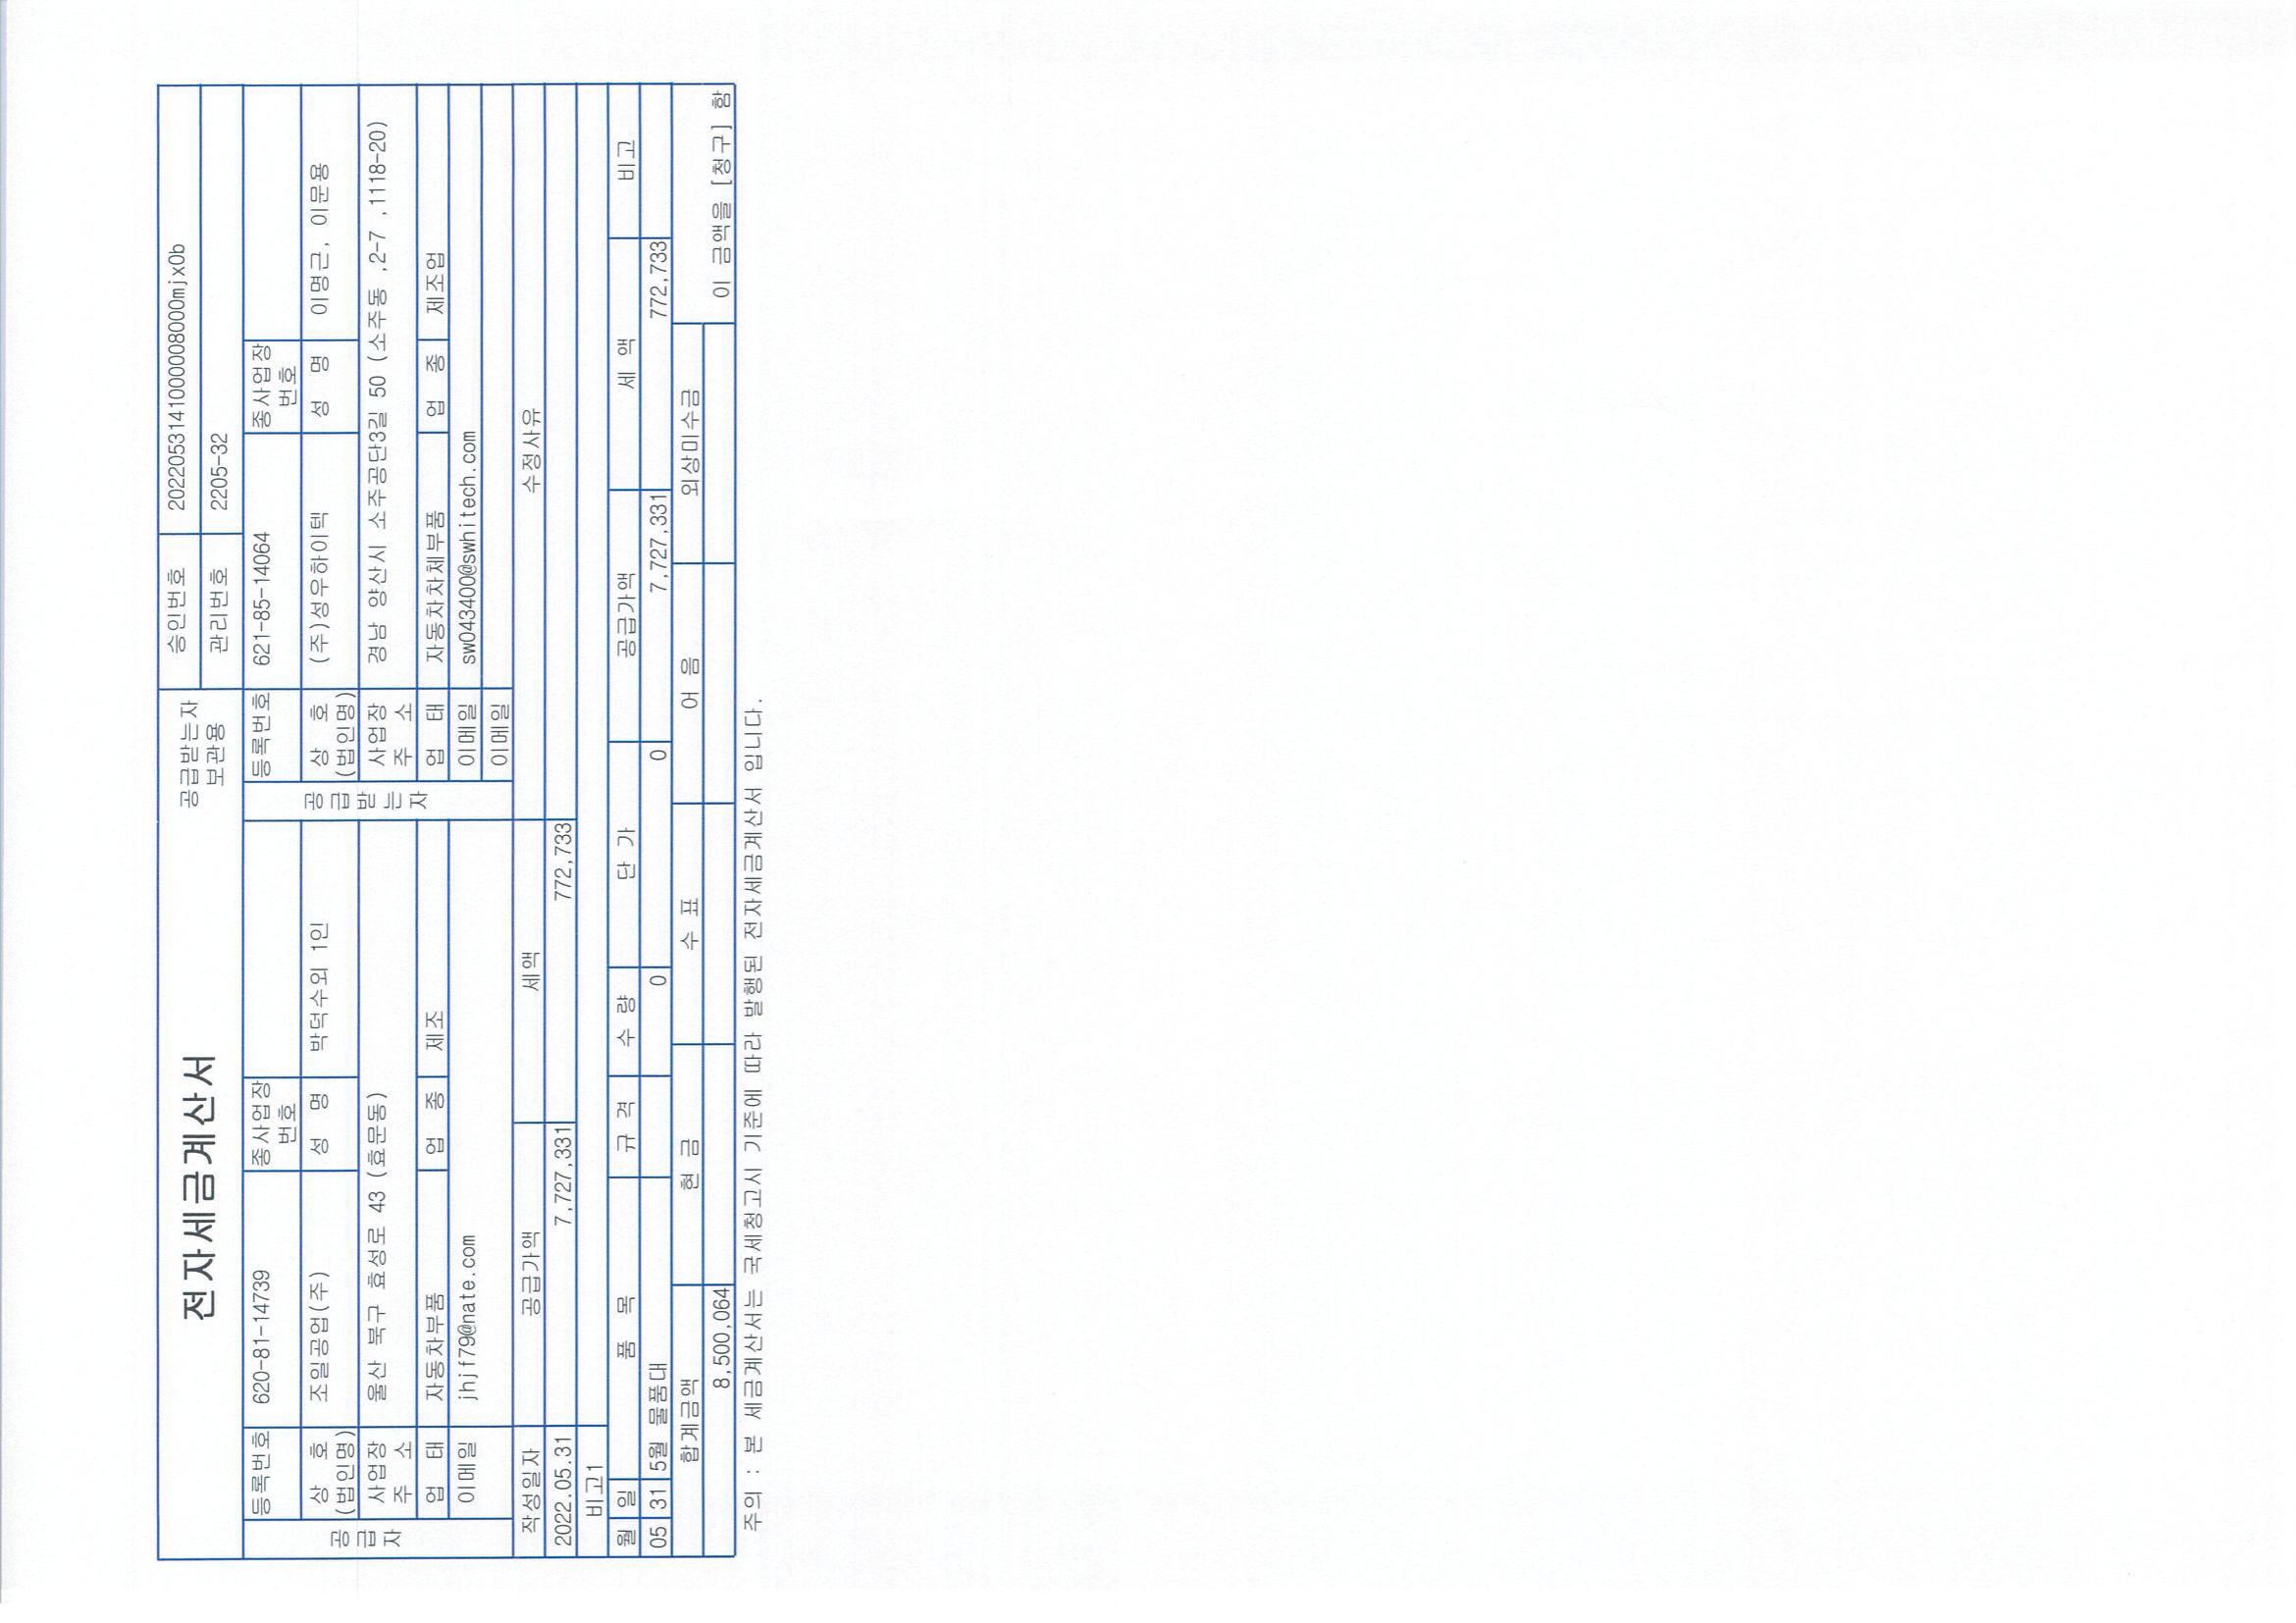 전자세금계산서 공급받는자 보관용 승인번호 2022053141000008000mjx0b
관리번호 2205-32
공급자 등록번호 620-81-14739 종사업장 번호 공급받는자 등록번호 621-85-14064 종사업장 번호
상 호 (법인명) 조일공업(주) 성 명 박덕수외 1인 상 호 (법인명) (주)성우하이텍 성 명 이명근, 이문용
사업장 주 소 울산 북구 효성로 43 (효문동) 사업장 주 소 경남 양산시 소주공단3길 50 (소주동 ,2-7 ,1118-20)
업 태 자동차부품 업 종 제조 업 태 자동차차체부품 업 종 제조업
이메일 jhjf79@nate.com 이메일 sw043400@swhitech.com
이메일
작성일자 공급가액 세액 수정사유
2022.05.31 7,727,331 772,733
비고1
월 일 품 목 규 격 수 량 단 가 공급가액 세 액 비고
05 31 5월 물품대 0 0 7,727,331 772,733
합계금액 현 금 수 표 어 음 외상미수금 이 금액을 [청구] 함
8,500,064
주의 : 본 세금계산서는 국세청고시 기준에 따라 발행된 전자세금계산서 입니다.